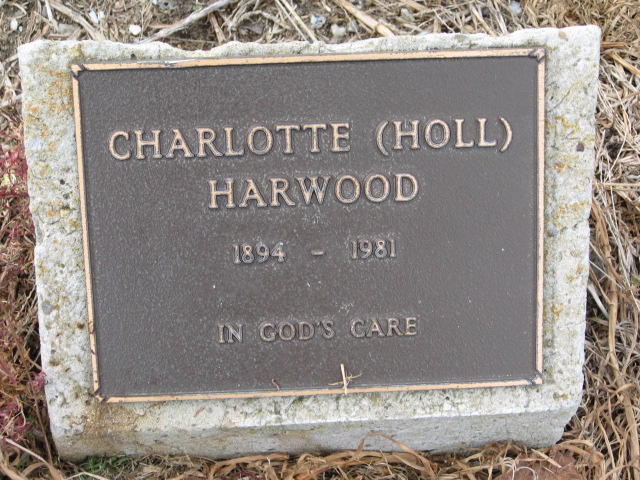 CHARLOTTE (HOLL)
HARWOOD
1894 - 1981
IN GOD'S CARE